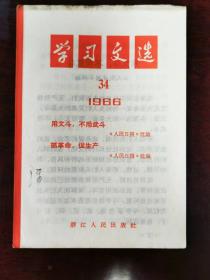 学习文选
34
1966
用文斗,不用武斗
《人民日报》社论
抓革命,促生产
《人民日报》社论
浙江人民出版社